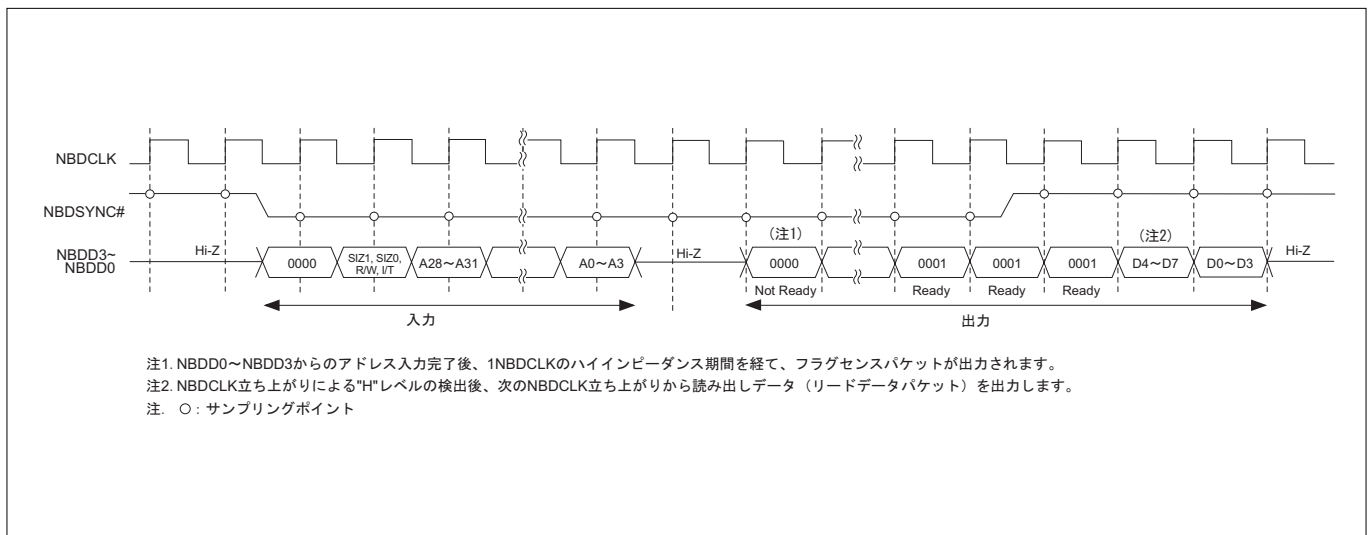 NBDCLK
NBDSYNC#
（注1） （注2）
NBDD3~
NBDD0
Hi-Z 0000 SIZ1, SIZ0, R/W, I/T A28～A31 A0～A3 Hi-Z 0000 0001 0001 0001 D4～D7 D0～D3 Hi-Z
Not Ready Ready Ready Ready
入力 出力
注1. NBDD0～NBDD3からのアドレス入力完了後、1NBDCLKのハイインピーダンス期間を経て、フラグセンスパケットが出力されます。
注2. NBDCLK立ち上がりによる"H"レベルの検出後、次のNBDCLK立ち上がりから読み出しデータ（リードデータパケット）を出力します。
注. ○ : サンプリングポイント